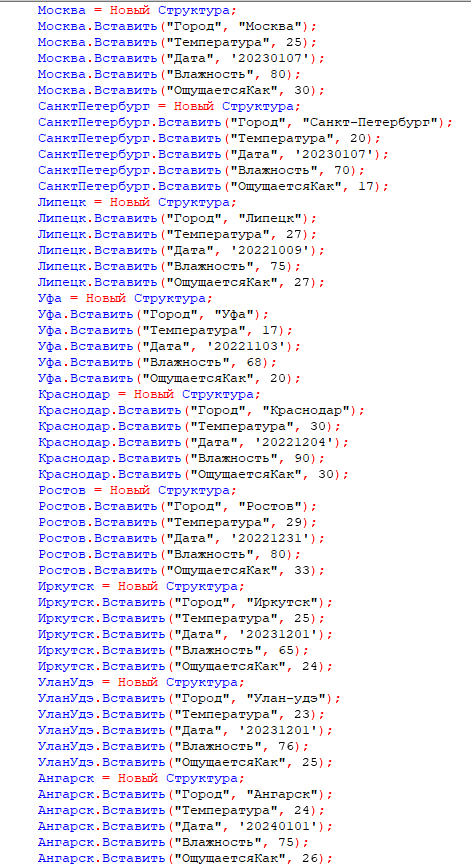 Москва = Новый Структура;
Москва.Вставить("Город", "Москва");
Москва.Вставить("Температура", 25);
Москва.Вставить("Дата", '20230107');
Москва.Вставить("Влажность", 80);
Москва.Вставить("ОщущаетсяКак", 30);
СанктПетербург = Новый Структура;
СанктПетербург.Вставить("Город", "Санкт-Петербург");
СанктПетербург.Вставить("Температура", 20);
СанктПетербург.Вставить("Дата", '20230107');
СанктПетербург.Вставить("Влажность", 70);
СанктПетербург.Вставить("ОщущаетсяКак", 17);
Липецк = Новый Структура;
Липецк.Вставить("Город", "Липецк");
Липецк.Вставить("Температура", 27);
Липецк.Вставить("Дата", '20221009');
Липецк.Вставить("Влажность", 75);
Липецк.Вставить("ОщущаетсяКак", 27);
Уфа = Новый Структура;
Уфа.Вставить("Город", "Уфа");
Уфа.Вставить("Температура", 17);
Уфа.Вставить("Дата", '20221103');
Уфа.Вставить("Влажность", 68);
Уфа.Вставить("ОщущаетсяКак", 20);
Краснодар = Новый Структура;
Краснодар.Вставить("Город", "Краснодар");
Краснодар.Вставить("Температура", 30);
Краснодар.Вставить("Дата", '20221204');
Краснодар.Вставить("Влажность", 90);
Краснодар.Вставить("ОщущаетсяКак", 30);
Ростов = Новый Структура;
Ростов.Вставить("Город", "Ростов");
Ростов.Вставить("Температура", 29);
Ростов.Вставить("Дата", '20221231');
Ростов.Вставить("Влажность", 80);
Ростов.Вставить("ОщущаетсяКак", 33);
Иркутск = Новый Структура;
Иркутск.Вставить("Город", "Иркутск");
Иркутск.Вставить("Температура", 25);
Иркутск.Вставить("Дата", '20231201');
Иркутск.Вставить("Влажность", 65);
Иркутск.Вставить("ОщущаетсяКак", 24);
УланУдэ = Новый Структура;
УланУдэ.Вставить("Город", "Улан-удэ");
УланУдэ.Вставить("Температура", 23);
УланУдэ.Вставить("Дата", '20231201');
УланУдэ.Вставить("Влажность", 76);
УланУдэ.Вставить("ОщущаетсяКак", 25);
Ангарск = Новый Структура;
Ангарск.Вставить("Город", "Ангарск");
Ангарск.Вставить("Температура", 24);
Ангарск.Вставить("Дата", '20240101');
Ангарск.Вставить("Влажность", 75);
Ангарск.Вставить("ОщущаетсяКак", 26);